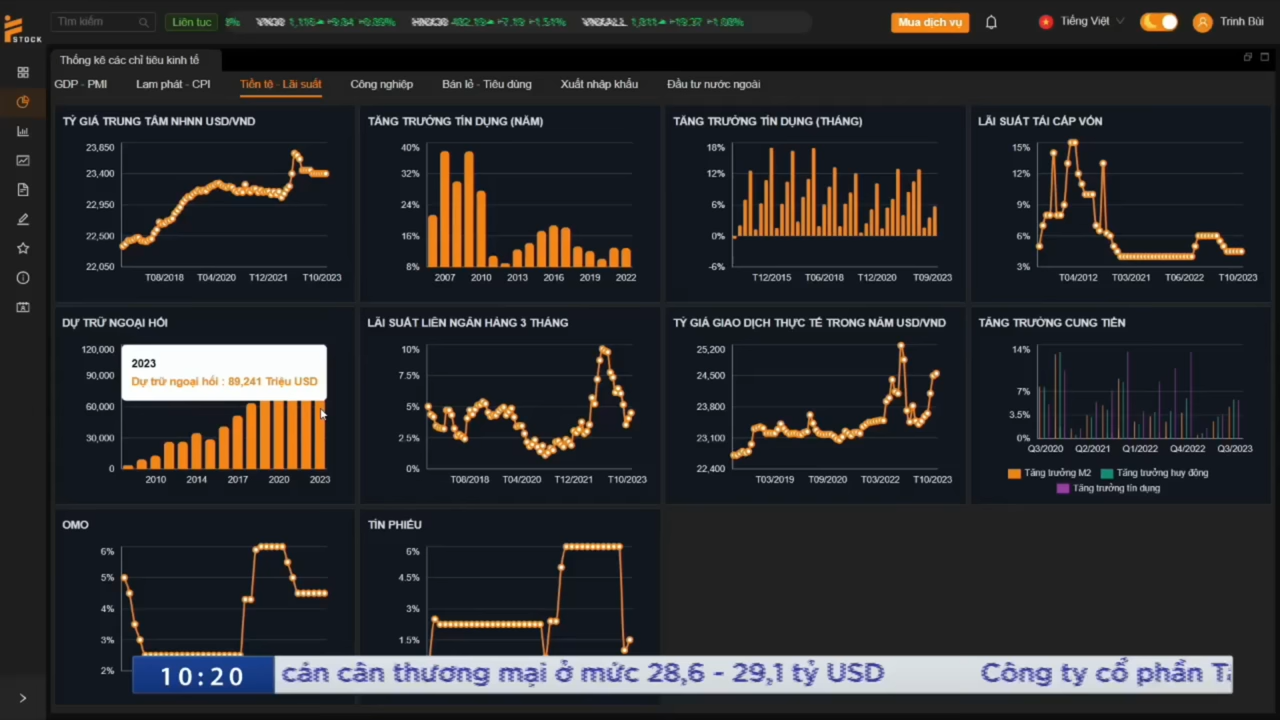 STOCK
Tìm kiếm
Liên tục
Mua dịch vụ
Tiếng Việt
Trinh Bùi
Thống kê các chỉ tiêu kinh tế
GDP - PMI
Lạm phát - CPI
Tiền tệ - Lãi suất
Công nghiệp
Bán lẻ - Tiêu dùng
Xuất nhập khẩu
Đầu tư nước ngoài
TỶ GIÁ TRUNG TÂM NHNN USD/VND
23,850
23,400
22,950
22,500
22,050
T08/2018 T04/2020 T12/2021 T10/2023
TĂNG TRƯỞNG TÍN DỤNG (NĂM)
40%
32%
24%
16%
8%
2007 2010 2013 2016 2019 2022
TĂNG TRƯỞNG TÍN DỤNG (THÁNG)
18%
12%
6%
0%
-6%
T12/2015 T06/2018 T12/2020 T09/2023
LÃI SUẤT TÁI CẤP VỐN
15%
12%
9%
6%
3%
T04/2012 T03/2021 T06/2022 T10/2023
DỰ TRỮ NGOẠI HỐI
120,000
90,000
60,000
30,000
0
2023
Dự trữ ngoại hối : 89,241 Triệu USD
2010 2014 2017 2020 2023
LÃI SUẤT LIÊN NGÂN HÀNG 3 THÁNG
10%
7.5%
5%
2.5%
0%
T08/2018 T04/2020 T12/2021 T10/2023
TỶ GIÁ GIAO DỊCH THỰC TẾ TRONG NĂM USD/VND
25,200
24,500
23,800
23,100
22,400
T03/2019 T09/2020 T03/2022 T10/2023
TĂNG TRƯỞNG CUNG TIỀN
14%
7%
3.5%
0%
Q3/2020 Q2/2021 Q1/2022 Q4/2022 Q3/2023
Tăng trưởng M2 Tăng trưởng huy động
Tăng trưởng tín dụng
OMO
6%
5%
4%
3%
2%
TÍN PHIẾU
6%
4.5%
3%
1.5%
10:20
cán cân thương mại ở mức 28,6 - 29,1 tỷ USD
Công ty cổ phần